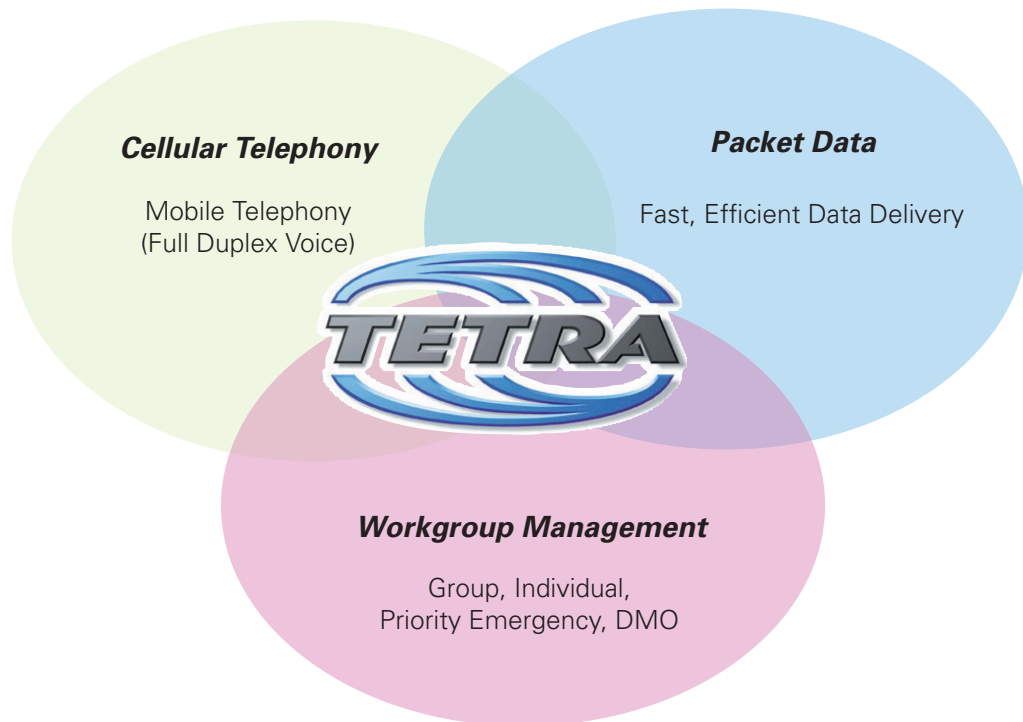 Cellular Telephony
Mobile Telephony
(Full Duplex Voice)
Packet Data
Fast, Efficient Data Delivery
TETRA
Workgroup Management
Group, Individual,
Priority Emergency, DMO